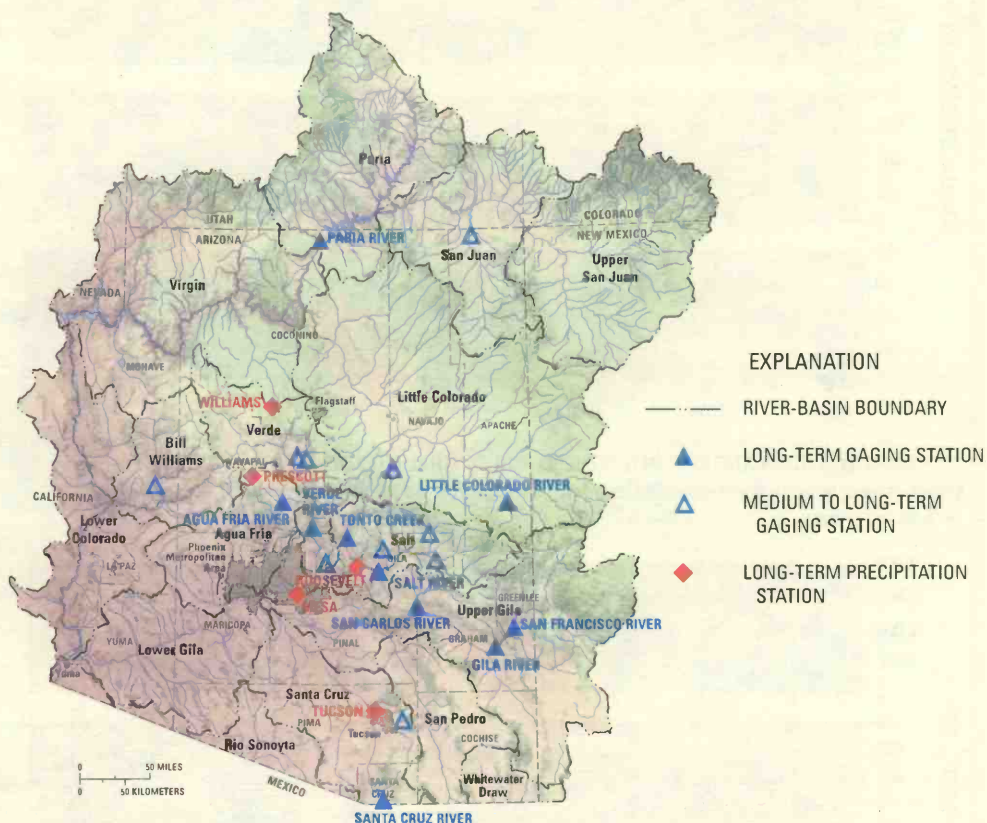 Paria
UTAH
ARIZONA
PARIA RIVER
COLORADO
NEW MEXICO
San Juan
Upper
San Juan
Virgin
NEVADA
COCONINO
MOHAVE
WILLIAMS
Flagstaff
Verde
Little Colorado
NAVAJO
APACHE
Bill
Williams
YAVAPAI
PRESCOTT
CALIFORNIA
VERDE
RIVER
LITTLE COLORADO RIVER
AGUA FRIA RIVER
TONTO CREEK
Lower
Colorado
Agua Fria
Salt
GILA
Phoenix
Metropolitan
Area
LA PAZ
ROOSEVELT
SALT RIVER
MESA
GREENLEE
SAN CARLOS RIVER
Upper Gila
SAN FRANCISCO RIVER
MARICOPA
YUMA
Lower Gila
PINAL
GRAHAM
GILA RIVER
Yuma
Santa Cruz
TUCSON
PIMA
Tucson
San Pedro
COCHISE
Rio Sonoyta
Whitewater
Draw
MEXICO
SANTA
CRUZ
SANTA CRUZ RIVER
0 50 MILES
0 50 KILOMETERS
EXPLANATION
RIVER-BASIN BOUNDARY
LONG-TERM GAGING STATION
MEDIUM TO LONG-TERM
GAGING STATION
LONG-TERM PRECIPITATION
STATION